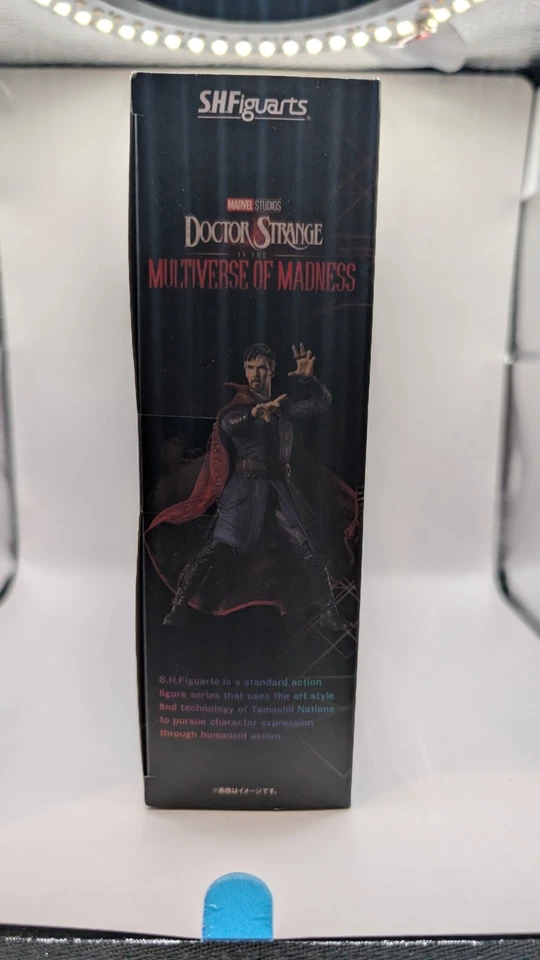 S.H.Figuarts®
MARVEL STUDIOS
DOCTOR STRANGE
IN THE
MULTIVERSE OF MADNESS
S.H.Figuarts is a standard action
figure series that uses the art style
and technology of Tamashii Nations
to pursue character expression
through humanoid action.
※画像はイメージです。